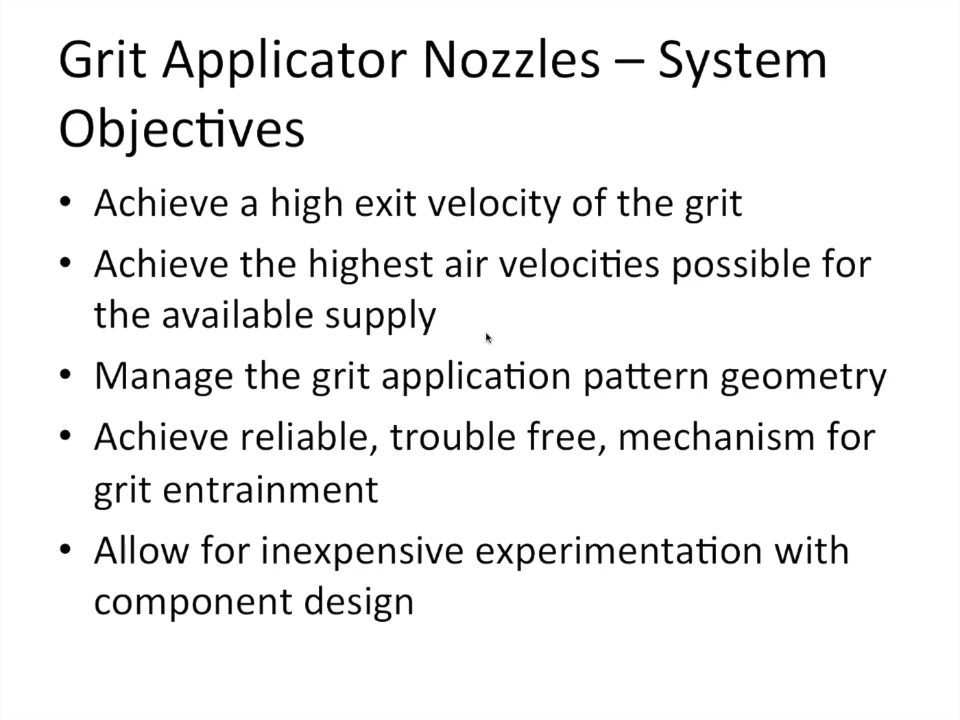 Grit Applicator Nozzles – System
Objectives
• Achieve a high exit velocity of the grit
• Achieve the highest air velocities possible for
the available supply
• Manage the grit application pattern geometry
• Achieve reliable, trouble free, mechanism for
grit entrainment
• Allow for inexpensive experimentation with
component design